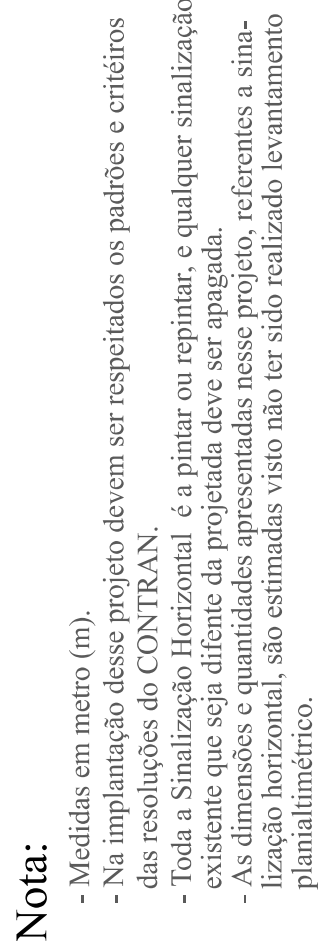 Nota:
- Medidas em metro (m).
- Na implantação desse projeto devem ser respeitados os padrões e critéiros
das resoluções do CONTRAN.
- Toda a Sinalização Horizontal é a pintar ou repintar, e qualquer sinalização
existente que seja difente da projetada deve ser apagada.
- As dimensões e quantidades apresentadas nesse projeto, referentes a sina-
lização horizontal, são estimadas visto não ter sido realizado levantamento
planialtimétrico.